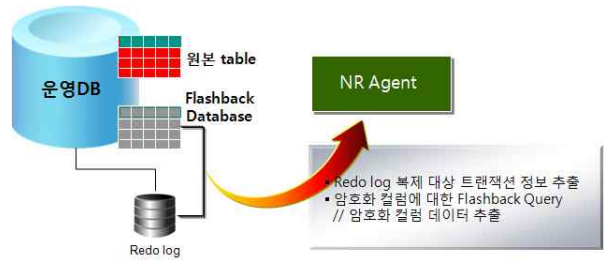 운영DB
원본 table
Flashback
Database
Redo log
NR Agent
▪ Redo log 복제 대상 트랜잭션 정보 추출
▪ 암호화 컬럼에 대한 Flashback Query
// 암호화 컬럼 데이터 추출